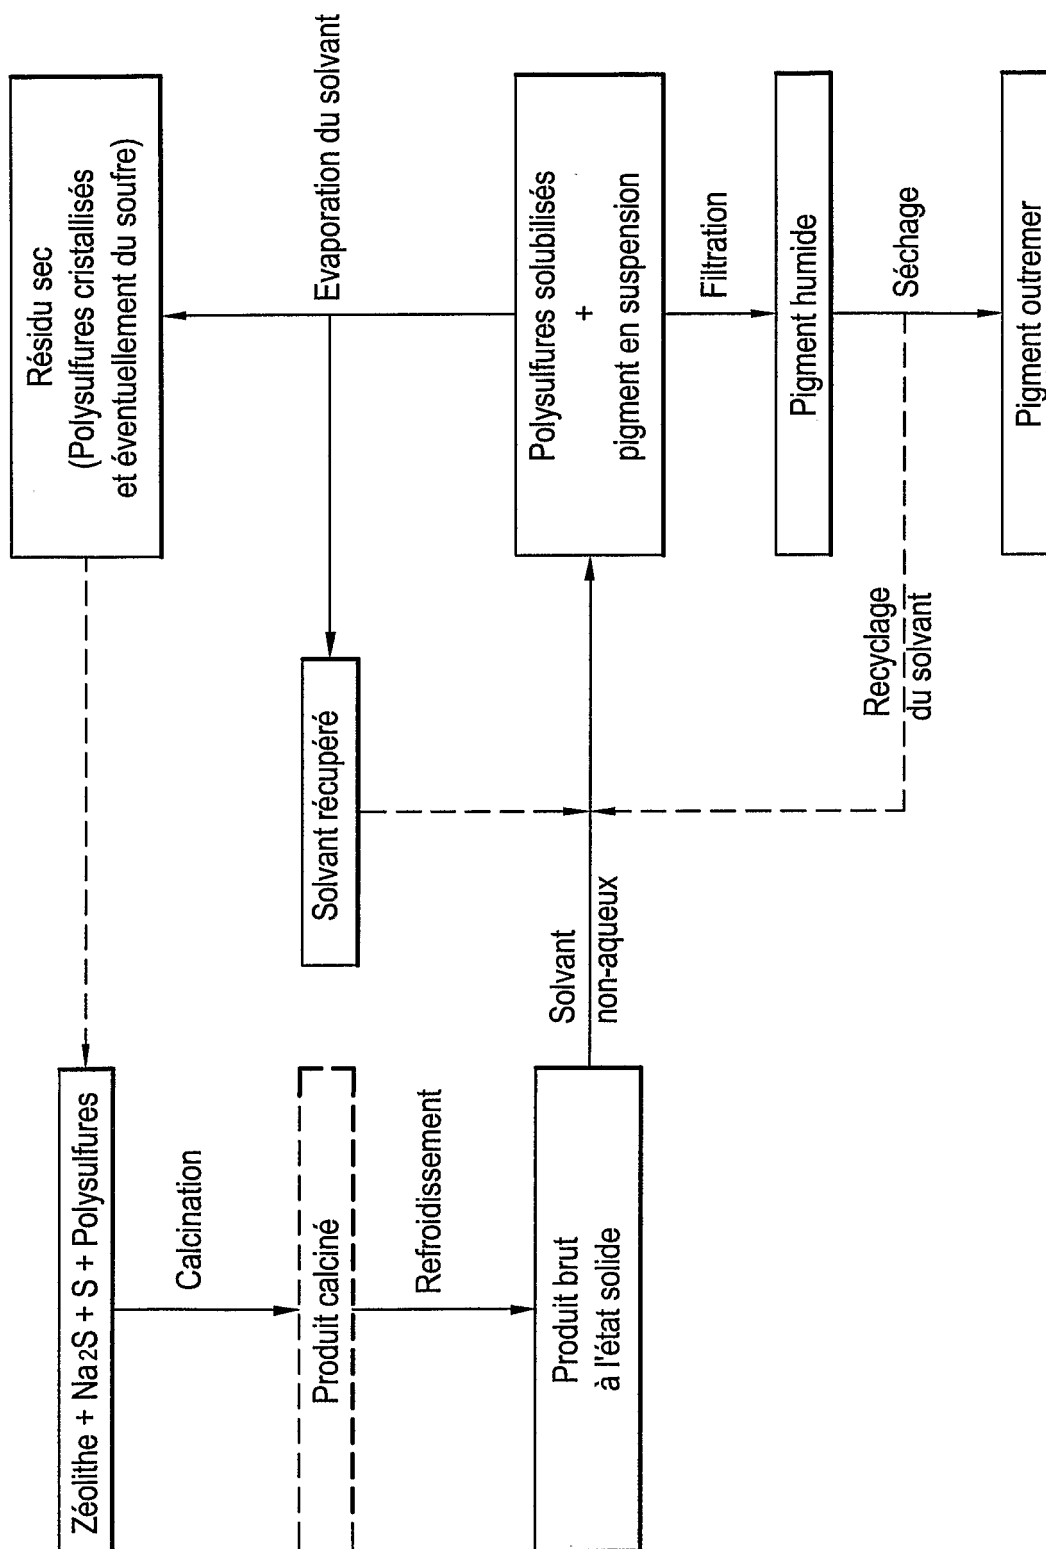 Zéolithe + Na2S + S + Polysulfures
Calcination
Produit calciné
Refroidissement
Produit brut
à l'état solide
Solvant
non-aqueux
Solvant récupéré
Résidu sec
(Polysulfures cristallisés
et éventuellement du soufre)
Evaporation du solvant
Polysulfures solubilisés
+
pigment en suspension
Filtration
Pigment humide
Séchage
Recyclage
du solvant
Pigment outremer